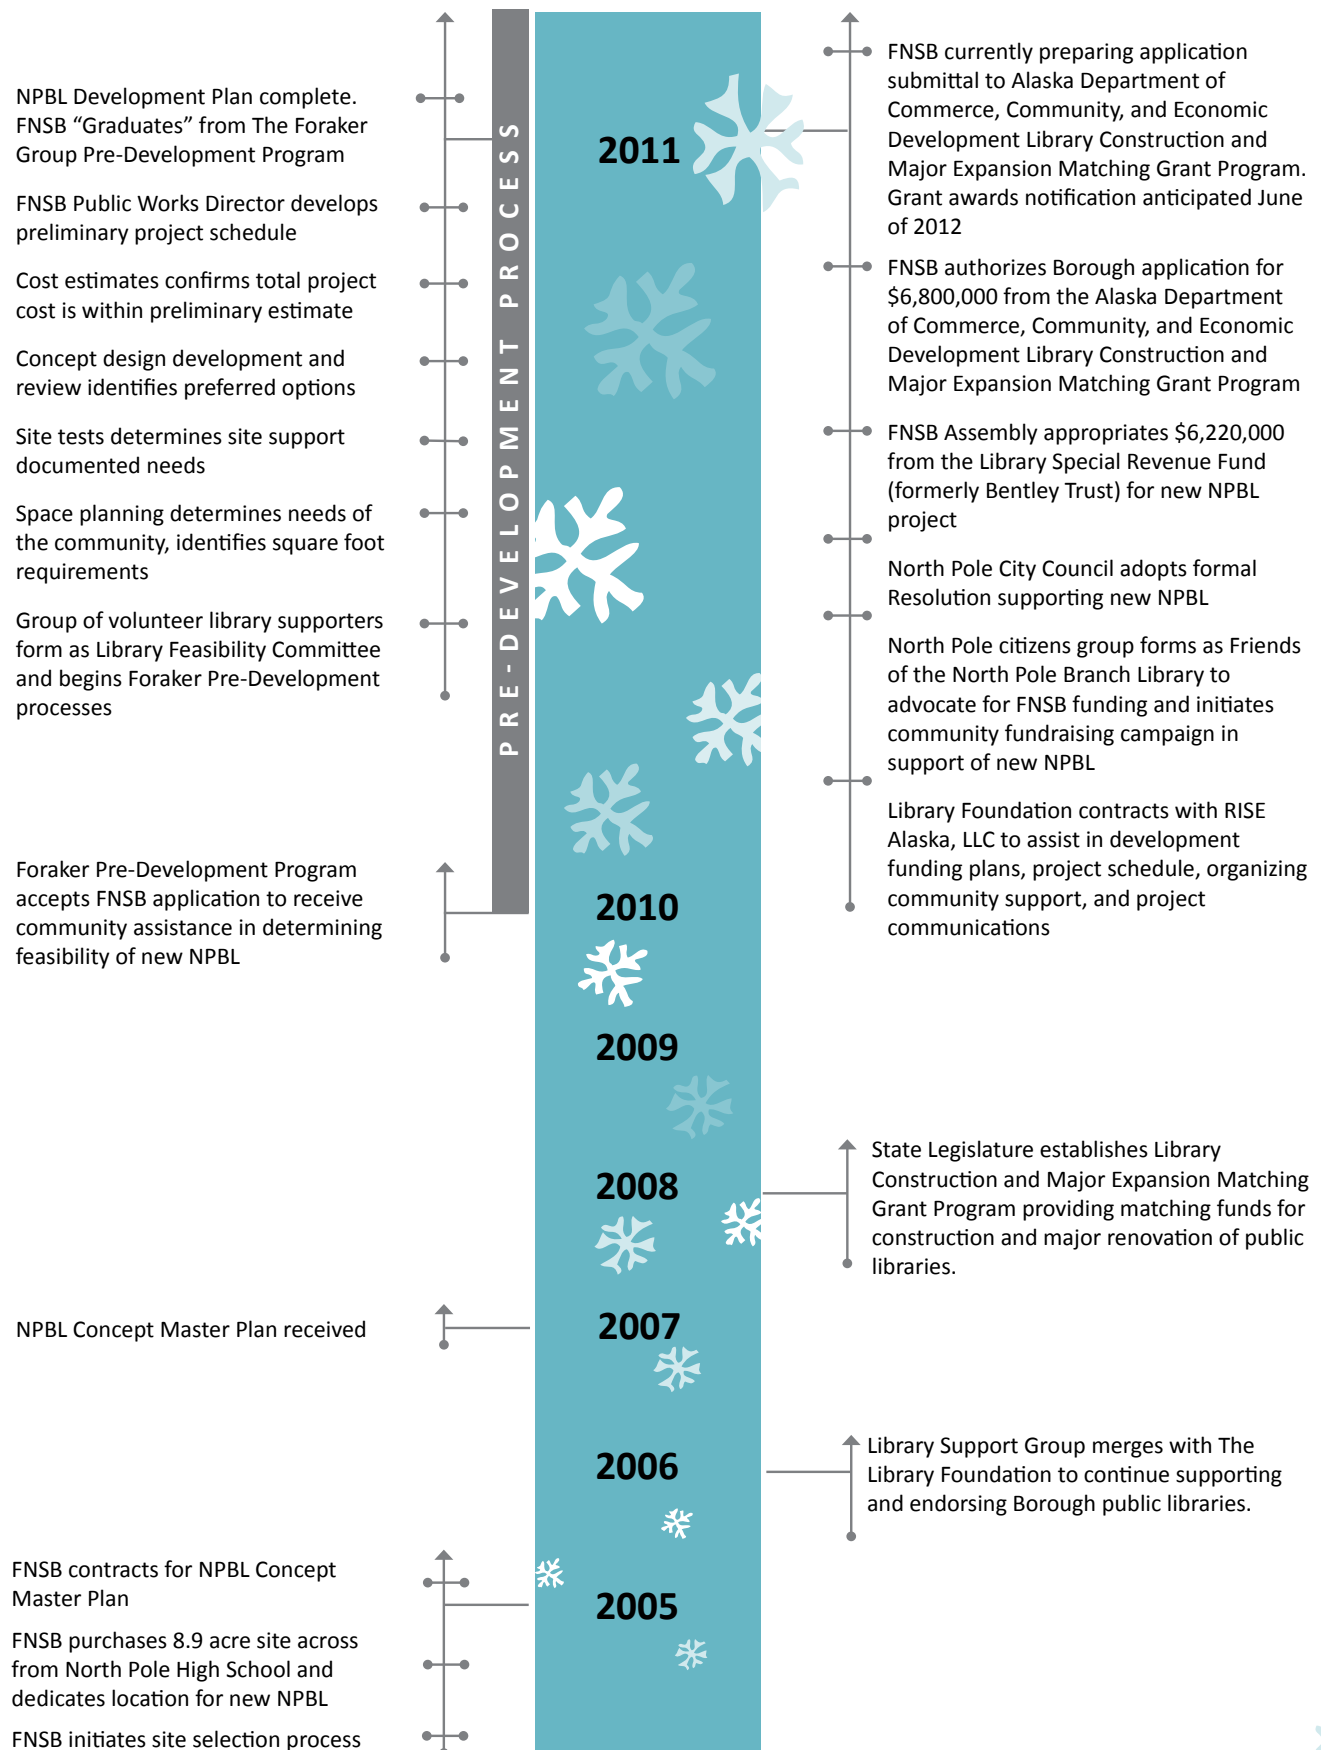 NPBL Development Plan complete.
FNSB “Graduates” from The Foraker
Group Pre-Development Program
FNSB Public Works Director develops
preliminary project schedule
Cost estimates confirms total project
cost is within preliminary estimate
Concept design development and
review identifies preferred options
Site tests determines site support
documented needs
Space planning determines needs of
the community, identifies square foot
requirements
Group of volunteer library supporters
form as Library Feasibility Committee
and begins Foraker Pre-Development
processes
Foraker Pre-Development Program
accepts FNSB application to receive
community assistance in determining
feasibility of new NPBL
NPBL Concept Master Plan received
FNSB contracts for NPBL Concept
Master Plan
FNSB purchases 8.9 acre site across
from North Pole High School and
dedicates location for new NPBL
FNSB initiates site selection process
PRE-DEVELOPMENT PROCESS
2011
2010
2009
2008
2007
2006
2005
FNSB currently preparing application
submittal to Alaska Department of
Commerce, Community, and Economic
Development Library Construction and
Major Expansion Matching Grant Program.
Grant awards notification anticipated June
of 2012
FNSB authorizes Borough application for
$6,800,000 from the Alaska Department
of Commerce, Community, and Economic
Development Library Construction and
Major Expansion Matching Grant Program
FNSB Assembly appropriates $6,220,000
from the Library Special Revenue Fund
(formerly Bentley Trust) for new NPBL
project
North Pole City Council adopts formal
Resolution supporting new NPBL
North Pole citizens group forms as Friends
of the North Pole Branch Library to
advocate for FNSB funding and initiates
community fundraising campaign in
support of new NPBL
Library Foundation contracts with RISE
Alaska, LLC to assist in development
funding plans, project schedule, organizing
community support, and project
communications
State Legislature establishes Library
Construction and Major Expansion Matching
Grant Program providing matching funds for
construction and major renovation of public
libraries.
Library Support Group merges with The
Library Foundation to continue supporting
and endorsing Borough public libraries.